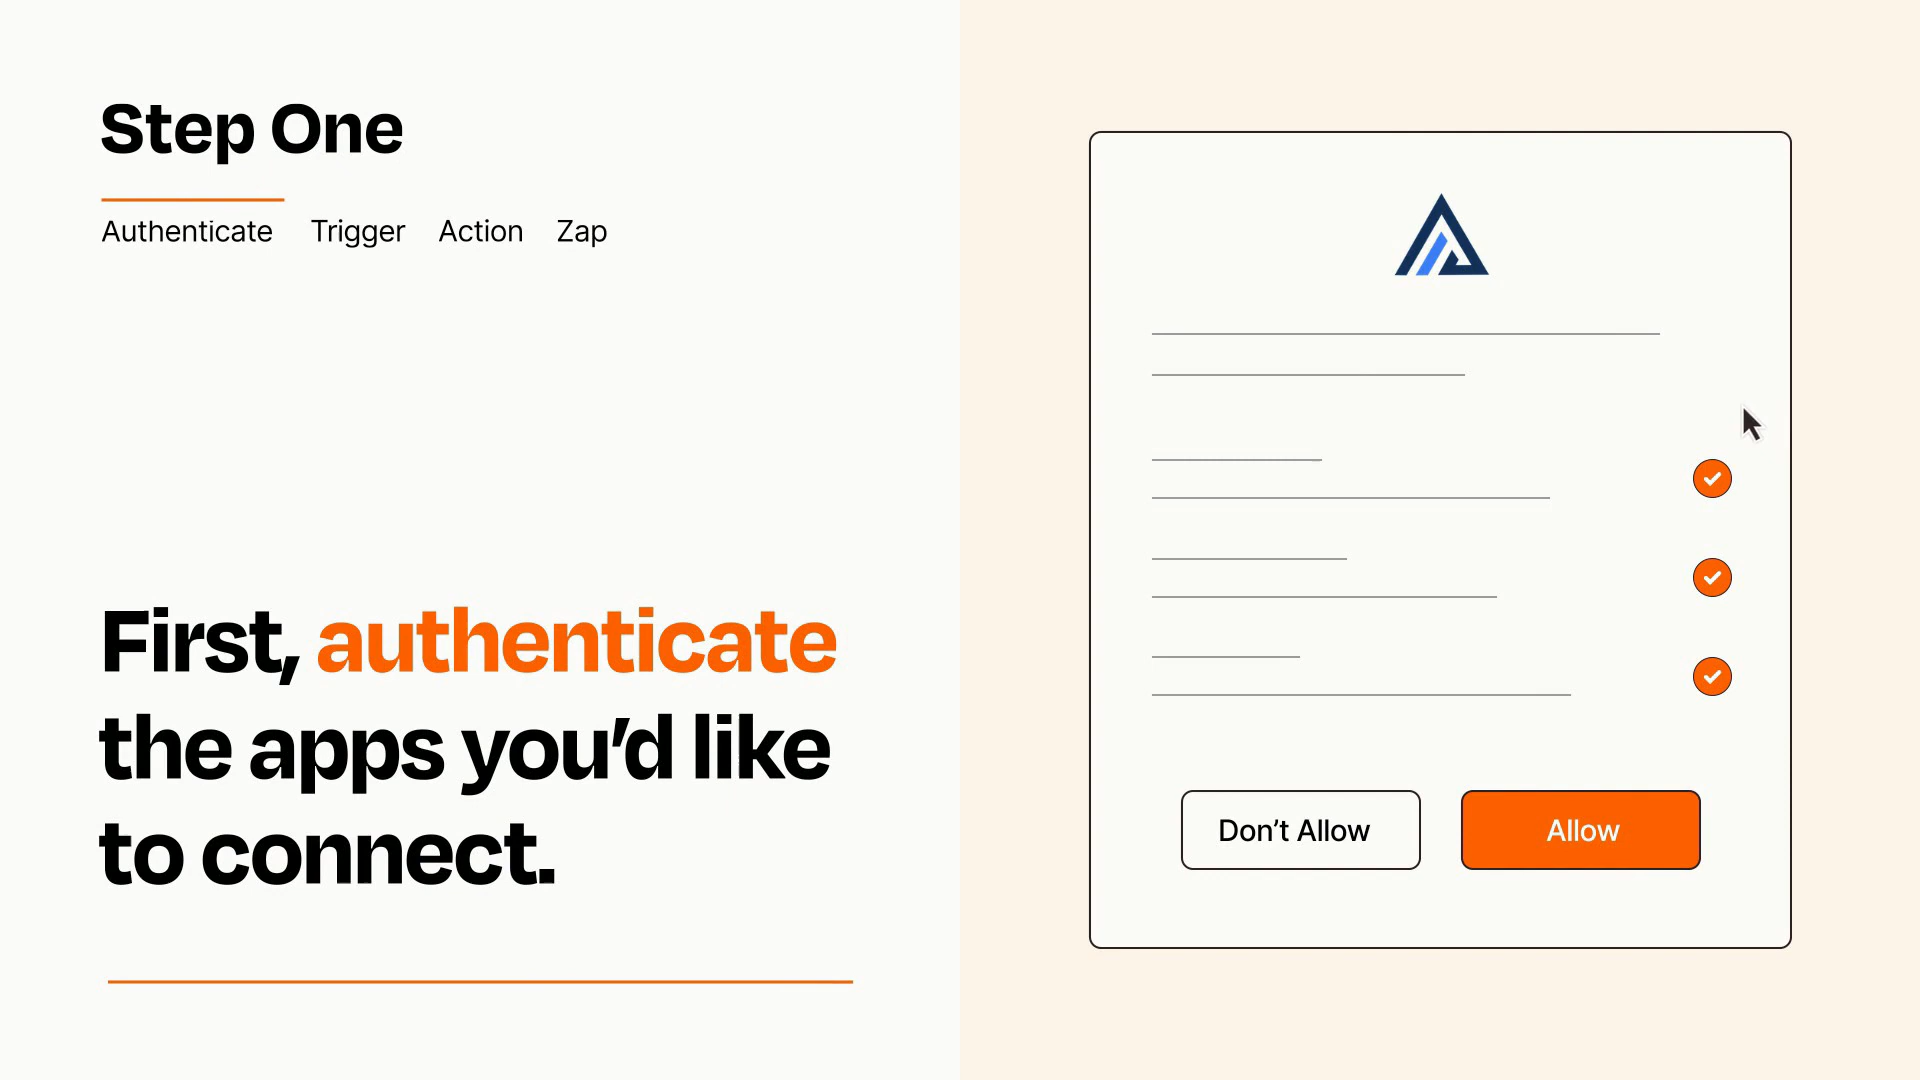 Step One
Authenticate Trigger Action Zap
First, authenticate
the apps you’d like
to connect.
Don’t Allow
Allow